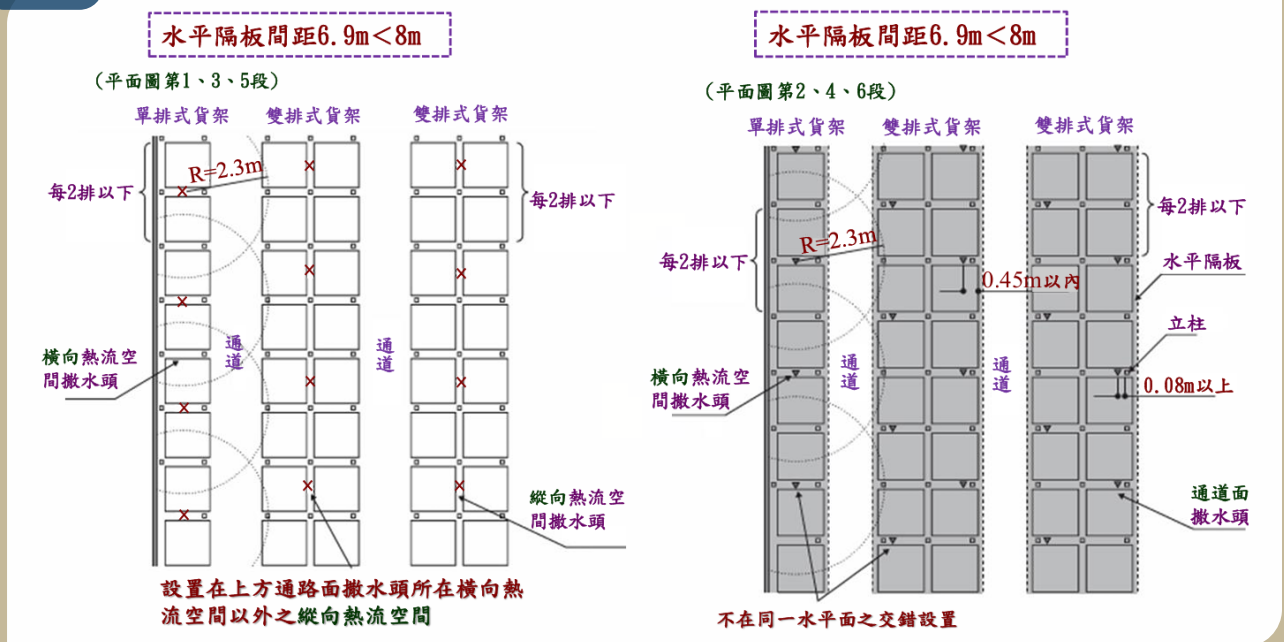 水平隔板間距6.9m＜8m
（平面圖第1、3、5段）
單排式貨架
雙排式貨架
雙排式貨架
R=2.3m
每2排以下
每2排以下
通道
通道
橫向熱流空
間撒水頭
縱向熱流空
間撒水頭
設置在上方通路面撒水頭所在橫向熱
流空間以外之縱向熱流空間
水平隔板間距6.9m＜8m
（平面圖第2、4、6段）
單排式貨架
雙排式貨架
雙排式貨架
每2排以下
R=2.3m
每2排以下
水平隔板
0.45m以內
立柱
通道
通道
橫向熱流空
間撒水頭
0.08m以上
通道面
撒水頭
不在同一水平面之交錯設置